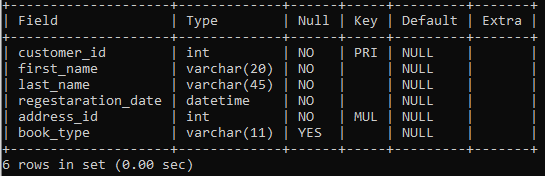 +--------------------+-------------+------+-----+---------+-------+
| Field              | Type        | Null | Key | Default | Extra |
+--------------------+-------------+------+-----+---------+-------+
| customer_id        | int         | NO   | PRI | NULL    |       |
| first_name         | varchar(20) | NO   |     | NULL    |       |
| last_name          | varchar(45) | NO   |     | NULL    |       |
| regestaration_date | datetime    | NO   |     | NULL    |       |
| address_id         | int         | NO   | MUL | NULL    |       |
| book_type          | varchar(11) | YES  |     | NULL    |       |
+--------------------+-------------+------+-----+---------+-------+
6 rows in set (0.00 sec)